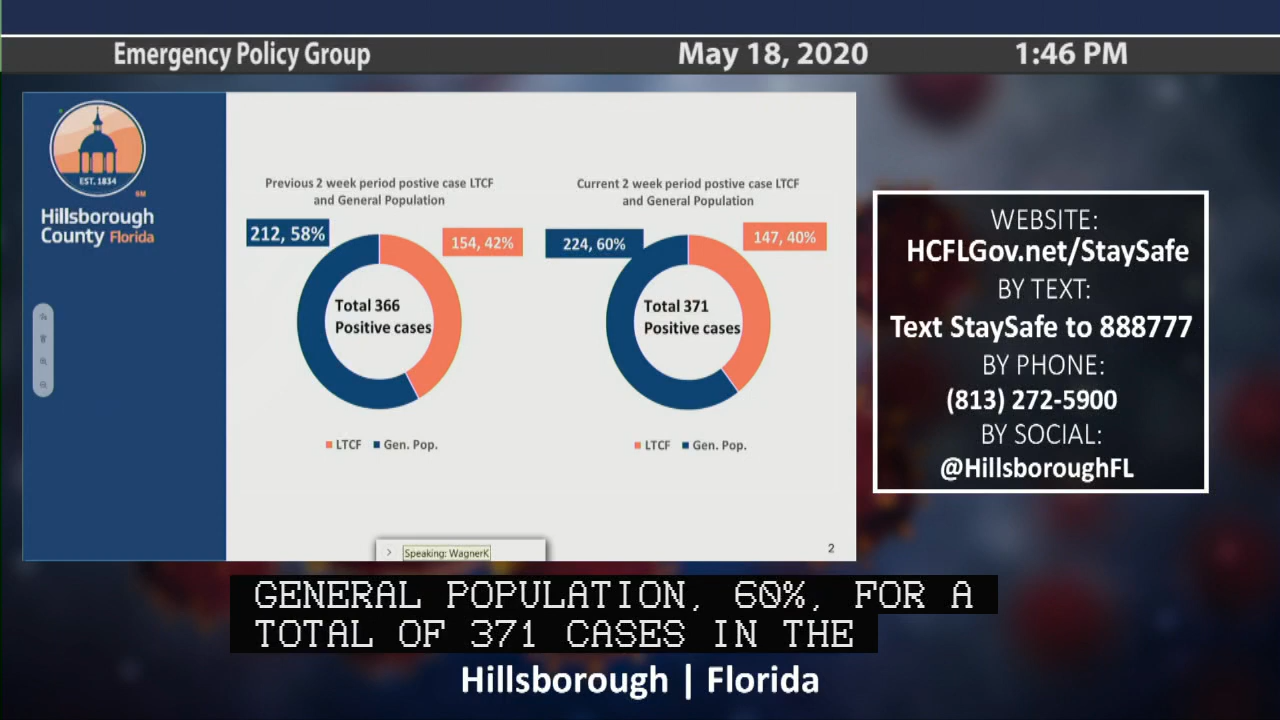 Emergency Policy Group
May 18, 2020
1:46 PM
EST. 1834
SM
Hillsborough
County Florida
Previous 2 week period postive case LTCF
and General Population
212, 58%
154, 42%
Total 366
Positive cases
LTCF Gen. Pop.
Current 2 week period postive case LTCF
and General Population
224, 60%
147, 40%
Total 371
Positive cases
LTCF Gen. Pop.
Speaking: WagnerK
2
WEBSITE:
HCFLGov.net/StaySafe
BY TEXT:
Text StaySafe to 888777
BY PHONE:
(813) 272-5900
BY SOCIAL:
@HillsboroughFL
GENERAL POPULATION, 60%, FOR A
TOTAL OF 371 CASES IN THE
Hillsborough | Florida